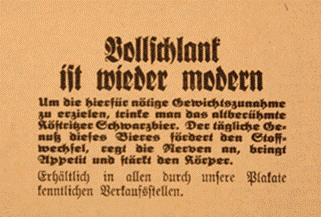 Vollschlank
ist wieder modern
Um die hierfür nötige Gewichtszunahme
zu erzielen, trinke man das altberühmte
Köstritzer Schwarzbier. Der tägliche Ge-
nuß dieses Bieres fördert den Stoff-
wechsel, regt die Nerven an, bringt
Appetit und stärkt den Körper.
Erhältlich in allen durch unsere Plakate
kenntlichen Verkaufsstellen.